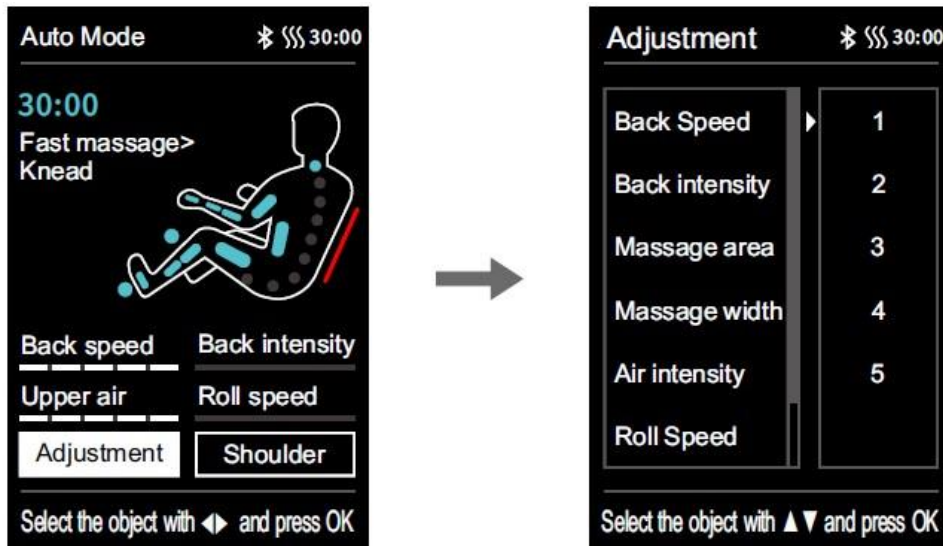 Auto Mode 30:00
30:00
Fast massage>
Knead
Back speed Back intensity
Upper air Roll speed
Adjustment Shoulder
Select the object with ◀▶ and press OK
Adjustment 30:00
Back Speed 1
Back intensity 2
Massage area 3
Massage width 4
Air intensity 5
Roll Speed
Select the object with ▲▼ and press OK